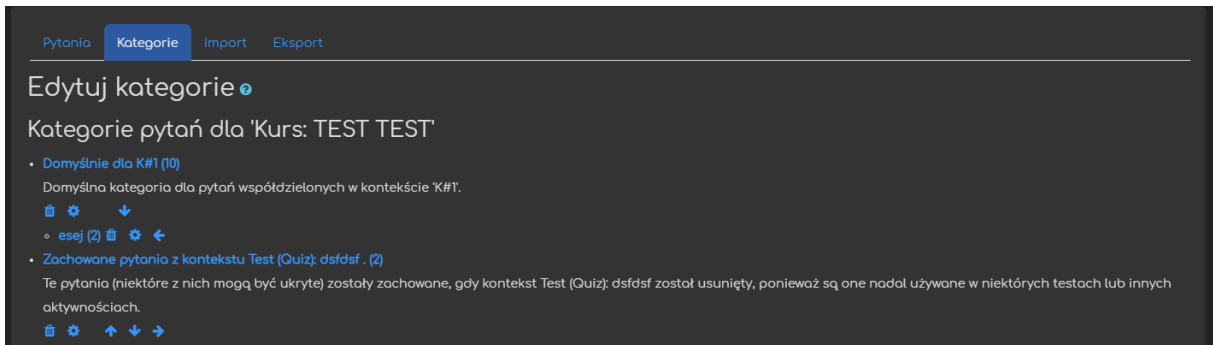 Pytania Kategorie Import Eksport
Edytuj kategorie
Kategorie pytań dla 'Kurs: TEST TEST'
Domyślnie dla K#1 (10)
Domyślna kategoria dla pytań współdzielonych w kontekście 'K#1'.
esej (2)
Zachowane pytania z kontekstu Test (Quiz): dsfdsf . (2)
Te pytania (niektóre z nich mogą być ukryte) zostały zachowane, gdy kontekst Test (Quiz): dsfdsf został usunięty, ponieważ są one nadal używane w niektórych testach lub innych
aktywnościach.